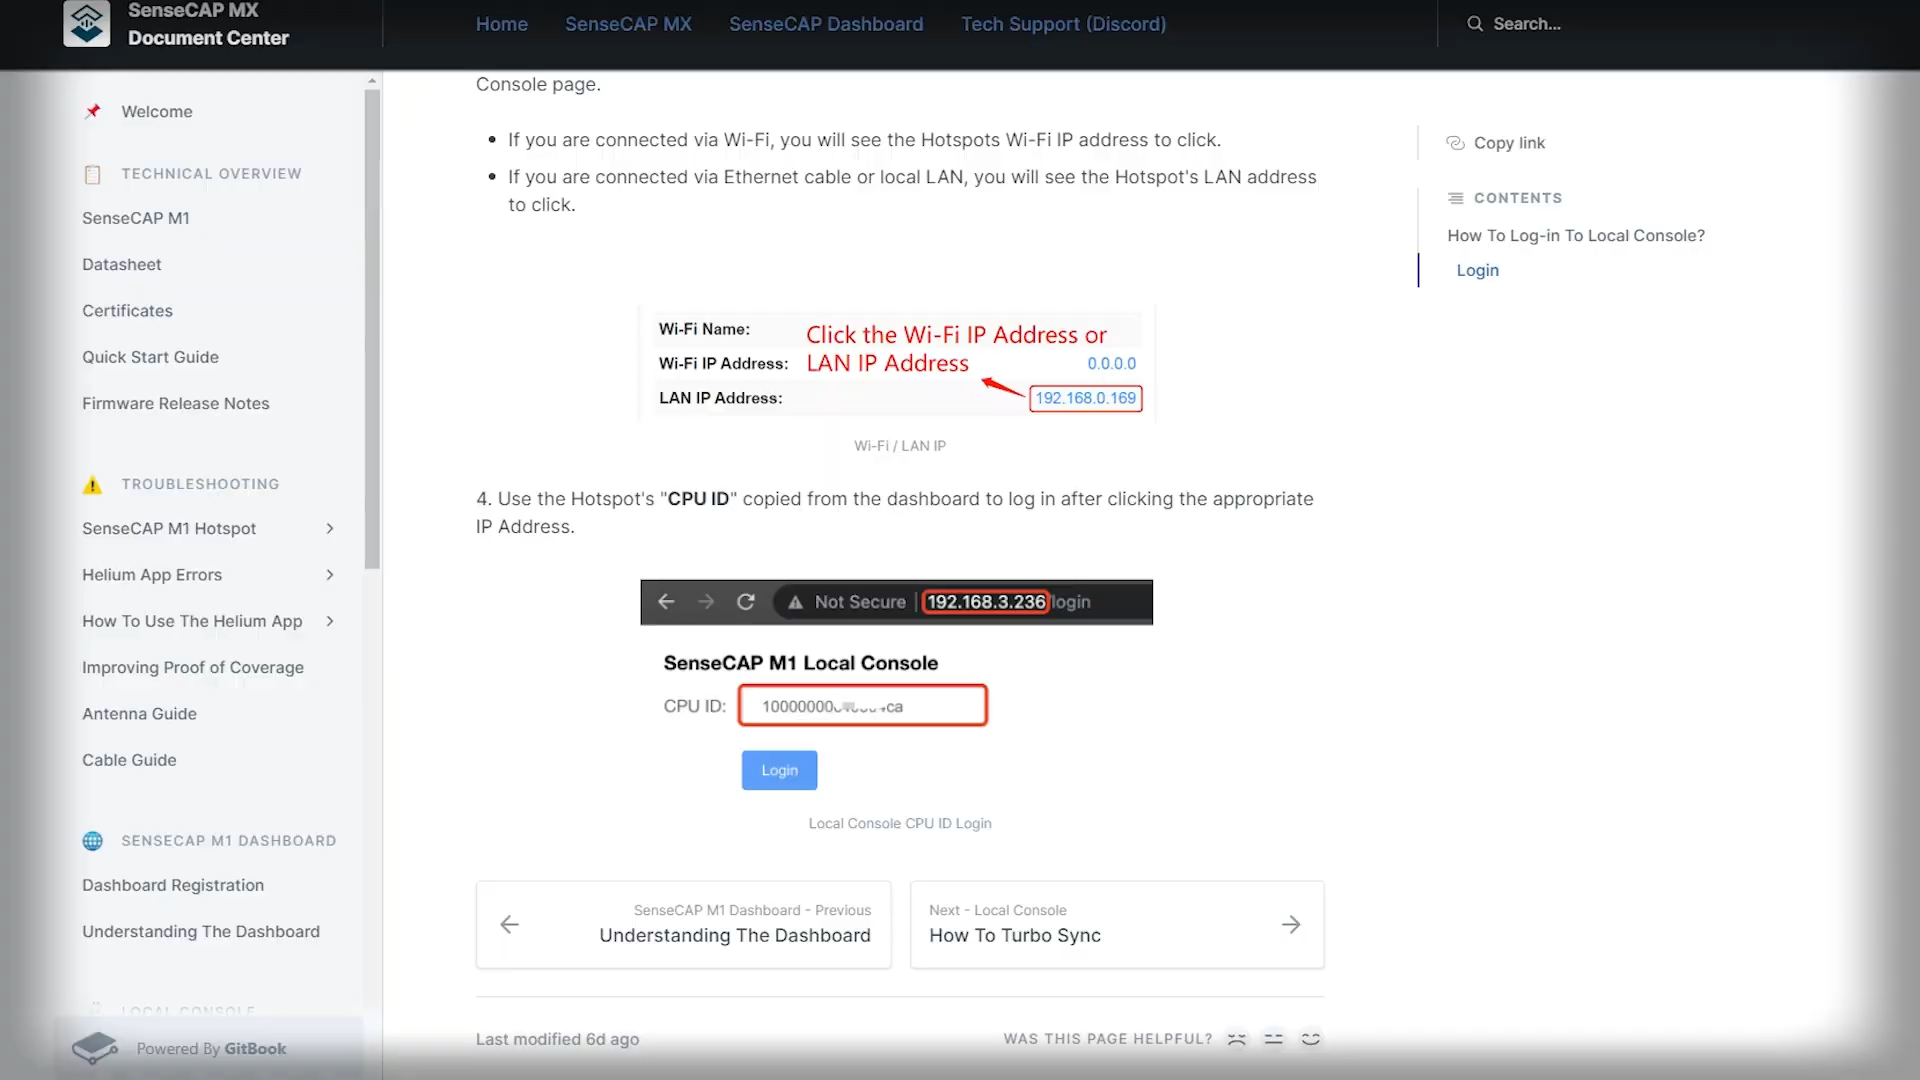 SenseCAP MX
Document Center
Home
SenseCAP MX
SenseCAP Dashboard
Tech Support (Discord)
Search...
Welcome
TECHNICAL OVERVIEW
SenseCAP M1
Datasheet
Certificates
Quick Start Guide
Firmware Release Notes
TROUBLESHOOTING
SenseCAP M1 Hotspot
Helium App Errors
How To Use The Helium App
Improving Proof of Coverage
Antenna Guide
Cable Guide
SENSECAP M1 DASHBOARD
Dashboard Registration
Understanding The Dashboard
LOCAL CONSOLE
Powered By GitBook
Console page.
If you are connected via Wi-Fi, you will see the Hotspots Wi-Fi IP address to click.
If you are connected via Ethernet cable or local LAN, you will see the Hotspot's LAN address
to click.
Wi-Fi Name:
Click the Wi-Fi IP Address or
LAN IP Address
Wi-Fi IP Address:
0.0.0.0
LAN IP Address:
192.168.0.169
Wi-Fi / LAN IP
4. Use the Hotspot's "CPU ID" copied from the dashboard to log in after clicking the appropriate
IP Address.
Not Secure | 192.168.3.236/login
SenseCAP M1 Local Console
CPU ID:
Login
Local Console CPU ID Login
SenseCAP M1 Dashboard - Previous
Understanding The Dashboard
Next - Local Console
How To Turbo Sync
Last modified 6d ago
WAS THIS PAGE HELPFUL?
Copy link
CONTENTS
How To Log-in To Local Console?
Login